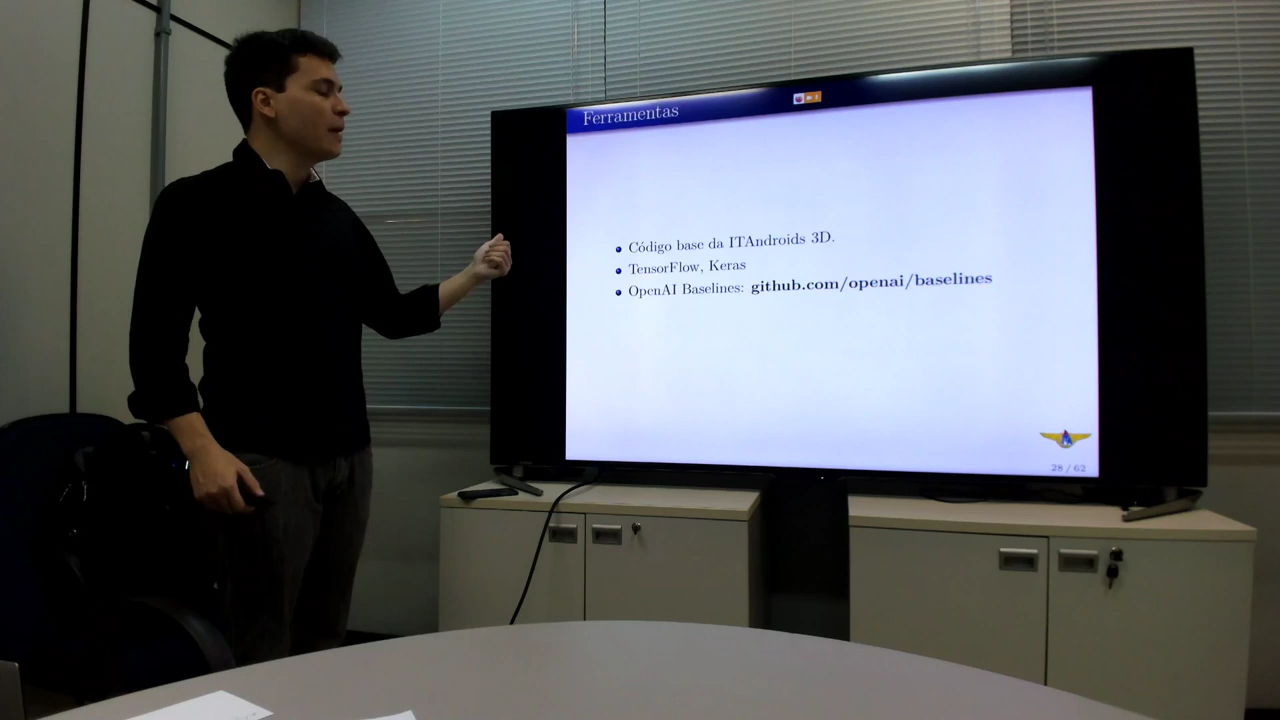 Ferramentas
Código base da ITAndroids 3D.
TensorFlow, Keras
OpenAI Baselines: github.com/openai/baselines
28 / 62